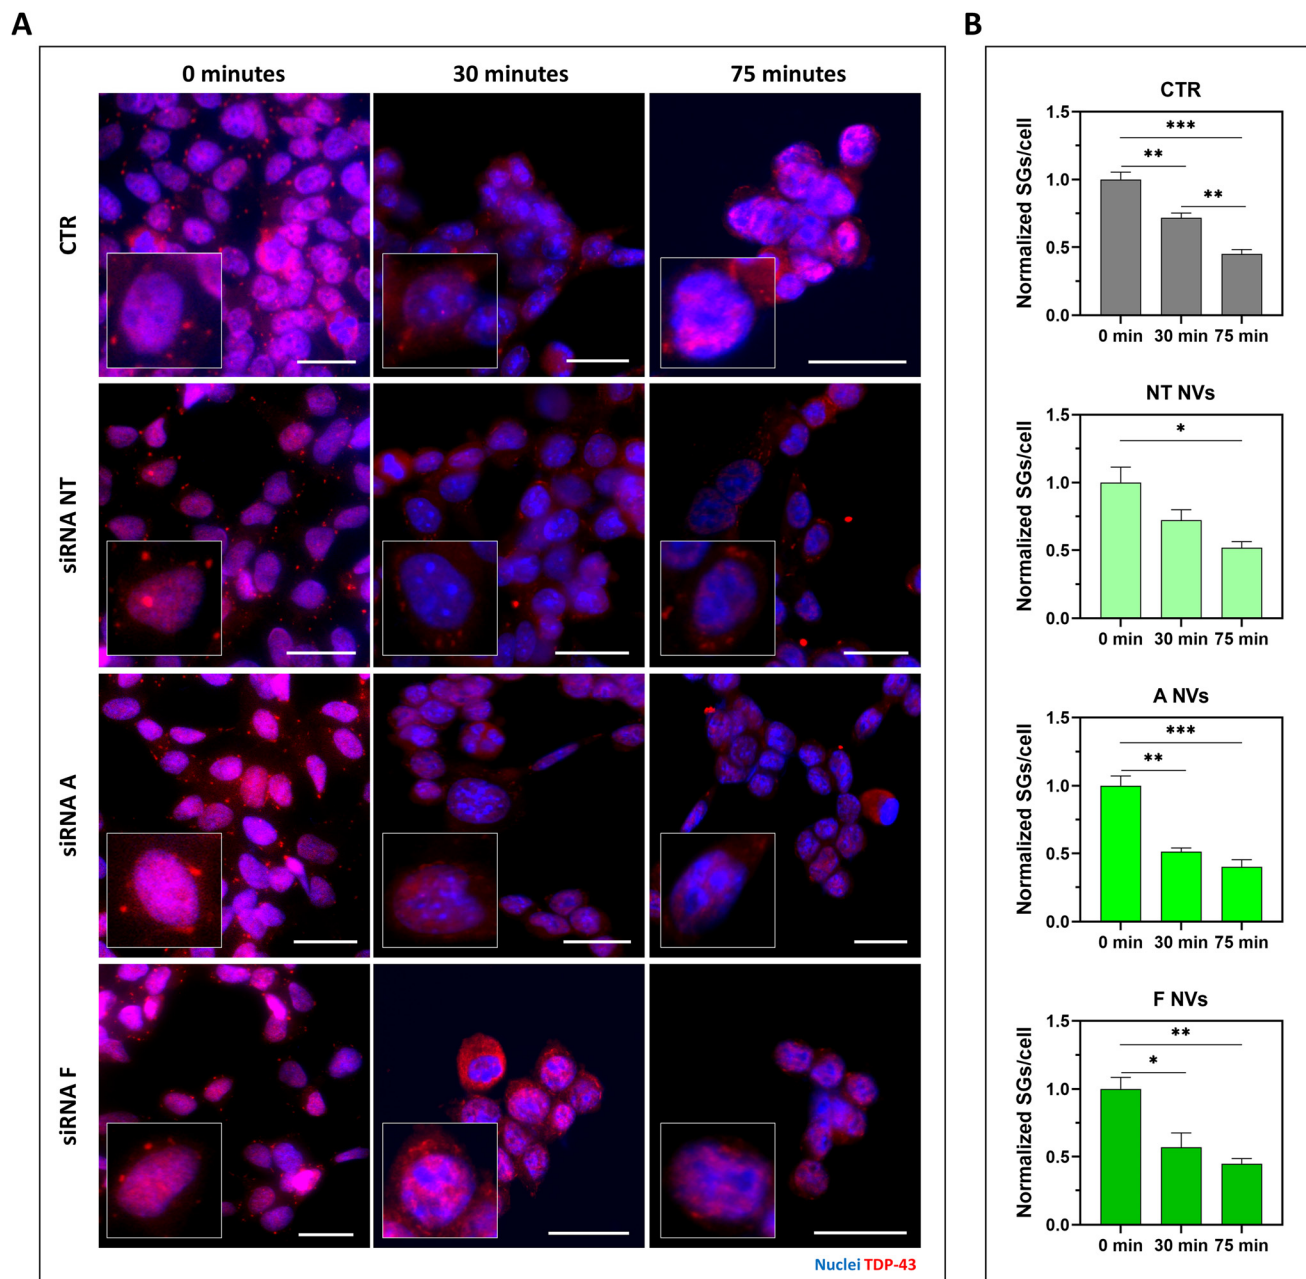 A
0 minutes 30 minutes 75 minutes
CTR
siRNA NT
siRNA A
siRNA F
Nuclei TDP-43
B
CTR
Normalized SGs/cell
1.5
1.0
0.5
0.0
***
**
**
0 min 30 min 75 min
NT NVs
Normalized SGs/cell
1.5
1.0
0.5
0.0
*
0 min 30 min 75 min
A NVs
Normalized SGs/cell
1.5
1.0
0.5
0.0
***
**
0 min 30 min 75 min
F NVs
Normalized SGs/cell
1.5
1.0
0.5
0.0
**
*
0 min 30 min 75 min